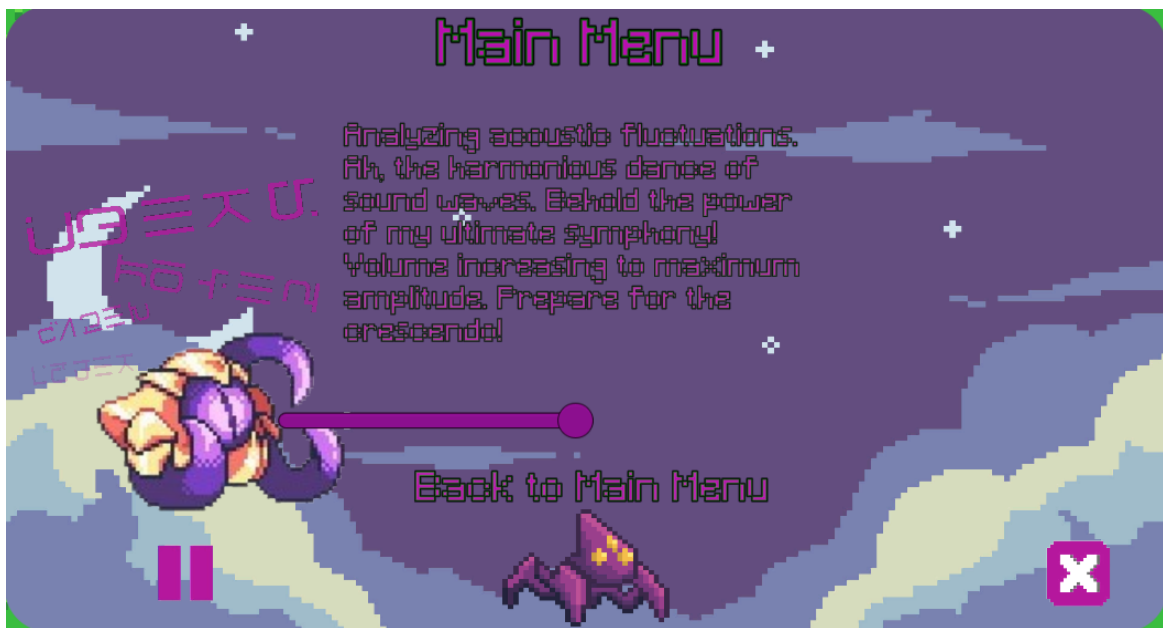 Main Menu
Analyzing acoustic fluctuations.
Ah, the harmonious dance of
sound waves. Behold the power
of my ultimate symphony!
Volume increasing to maximum
amplitude. Prepare for the
crescendo!
Back to Main Menu